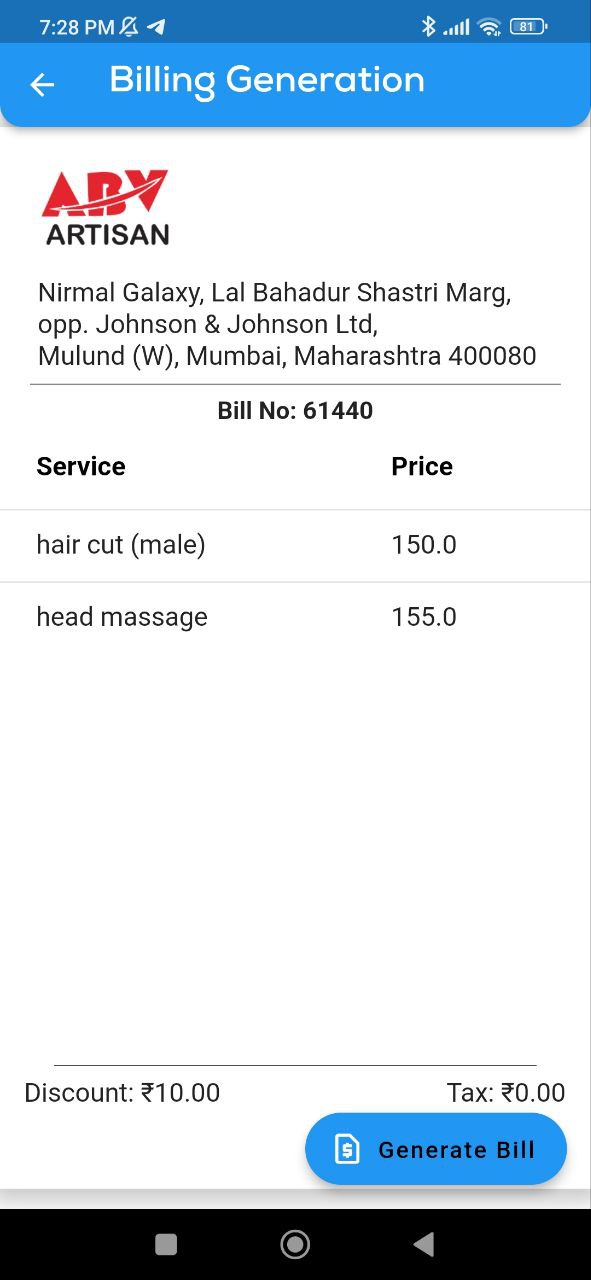 7:28 PM 81
Billing Generation
ABV
ARTISAN
Nirmal Galaxy, Lal Bahadur Shastri Marg,
opp. Johnson & Johnson Ltd,
Mulund (W), Mumbai, Maharashtra 400080
Bill No: 61440
Service Price
hair cut (male) 150.0
head massage 155.0
Discount: ₹10.00 Tax: ₹0.00
Generate Bill